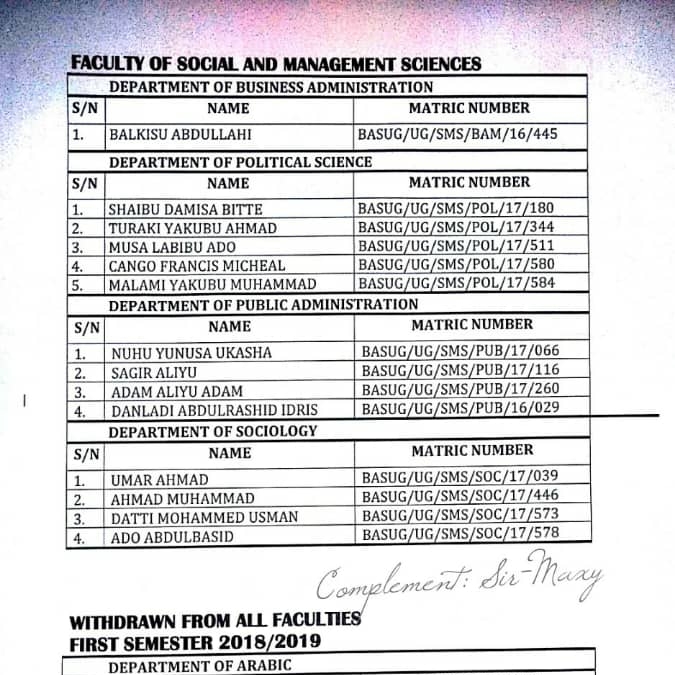 FACULTY OF SOCIAL AND MANAGEMENT SCIENCES
DEPARTMENT OF BUSINESS ADMINISTRATION
S/N NAME MATRIC NUMBER
1. BALKISU ABDULLAHI BASUG/UG/SMS/BAM/16/445
DEPARTMENT OF POLITICAL SCIENCE
S/N NAME MATRIC NUMBER
1. SHAIBU DAMISA BITTE BASUG/UG/SMS/POL/17/180
2. TURAKI YAKUBU AHMAD BASUG/UG/SMS/POL/17/344
3. MUSA LABIBU ADO BASUG/UG/SMS/POL/17/511
4. CANGO FRANCIS MICHEAL BASUG/UG/SMS/POL/17/580
5. MALAMI YAKUBU MUHAMMAD BASUG/UG/SMS/POL/17/584
DEPARTMENT OF PUBLIC ADMINISTRATION
S/N NAME MATRIC NUMBER
1. NUHU YUNUSA UKASHA BASUG/UG/SMS/PUB/17/066
2. SAGIR ALIYU BASUG/UG/SMS/PUB/17/116
3. ADAM ALIYU ADAM BASUG/UG/SMS/PUB/17/260
4. DANLADI ABDULRASHID IDRIS BASUG/UG/SMS/PUB/16/029
DEPARTMENT OF SOCIOLOGY
S/N NAME MATRIC NUMBER
1. UMAR AHMAD BASUG/UG/SMS/SOC/17/039
2. AHMAD MUHAMMAD BASUG/UG/SMS/SOC/17/446
3. DATTI MOHAMMED USMAN BASUG/UG/SMS/SOC/17/573
4. ADO ABDULBASID BASUG/UG/SMS/SOC/17/578
Complement: Sir-Maxy
WITHDRAWN FROM ALL FACULTIES
FIRST SEMESTER 2018/2019
DEPARTMENT OF ARABIC